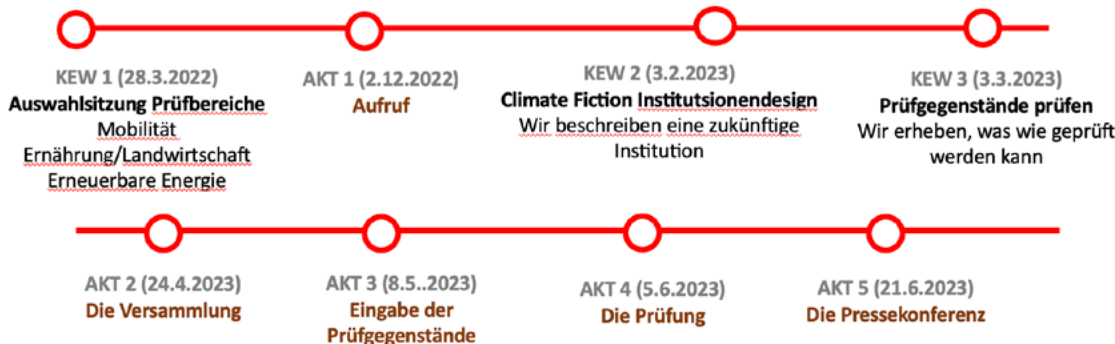 KEW 1 (28.3.2022)
Auswahlsitzung Prüfbereiche
Mobilität
Ernährung/Landwirtschaft
Erneuerbare Energie
AKT 1 (2.12.2022)
Aufruf
KEW 2 (3.2.2023)
Climate Fiction Institutsionendesign
Wir beschreiben eine zukünftige
Institution
KEW 3 (3.3.2023)
Prüfgegenstände prüfen
Wir erheben, was wie geprüft
werden kann
AKT 2 (24.4.2023)
Die Versammlung
AKT 3 (8.5..2023)
Eingabe der
Prüfgegenstände
AKT 4 (5.6.2023)
Die Prüfung
AKT 5 (21.6.2023)
Die Pressekonferenz